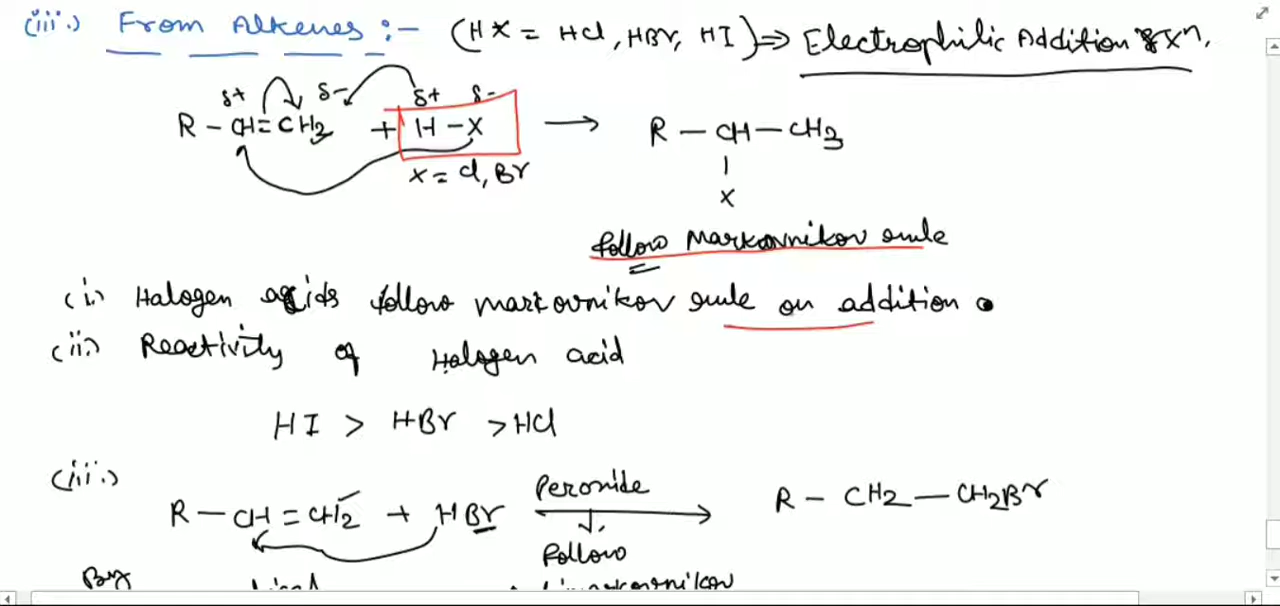 (iii.) From Alkenes :- (HX = HCl, HBr, HI) ⇒ Electrophilic Addition rxn.
δ+ δ- δ+ δ-
R - CH = CH2 + H - X → R - CH - CH3
X
X = Cl, Br
follow Markovnikov rule
(i.) Halogen acids follow markovnikov rule on addition
(ii.) Reactivity of Halogen acid
HI > HBr > HCl
(iii.)
R - CH = CH2 + HBr Peroxide → R - CH2 - CH2Br
follow
By